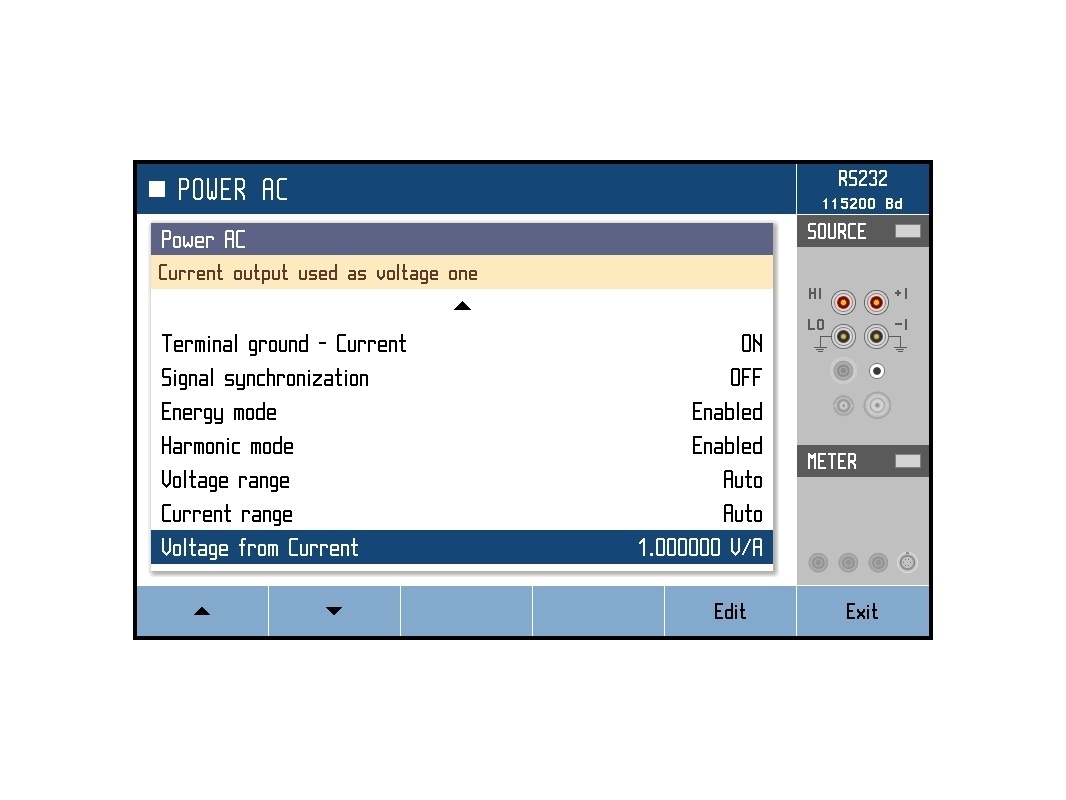 POWER AC
RS232
115200 Bd
Power AC
Current output used as voltage one
Terminal ground - Current ON
Signal synchronization OFF
Energy mode Enabled
Harmonic mode Enabled
Voltage range Auto
Current range Auto
Voltage from Current 1.000000 V/A
SOURCE
HI +I
LO -I
METER
Edit Exit